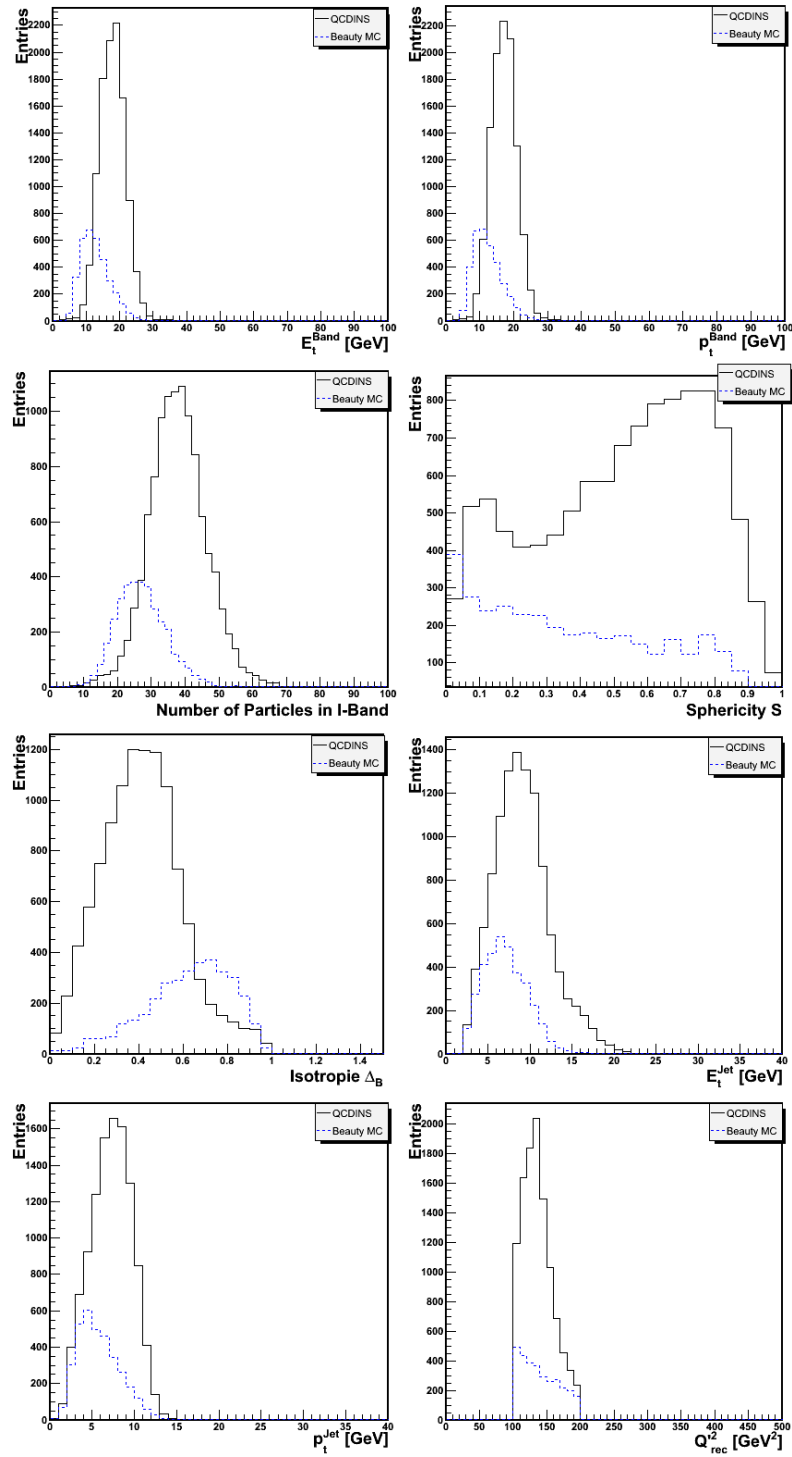 Entries
QCDINS
Beauty MC
2200
2000
1800
1600
1400
1200
1000
800
600
400
200
0
0 10 20 30 40 50 60 70 80 90 100
E_t^Band [GeV]
Entries
QCDINS
Beauty MC
2200
2000
1800
1600
1400
1200
1000
800
600
400
200
0
0 10 20 30 40 50 60 70 80 90 100
p_t^Band [GeV]
Entries
QCDINS
Beauty MC
1000
800
600
400
200
0
0 10 20 30 40 50 60 70 80 90 100
Number of Particles in I-Band
Entries
QCDINS
Beauty MC
800
700
600
500
400
300
200
100
0 0.1 0.2 0.3 0.4 0.5 0.6 0.7 0.8 0.9 1
Sphericity S
Entries
QCDINS
Beauty MC
1200
1000
800
600
400
200
0
0 0.2 0.4 0.6 0.8 1 1.2 1.4
Isotropie Δ_B
Entries
QCDINS
Beauty MC
1400
1200
1000
800
600
400
200
0
0 5 10 15 20 25 30 35 40
E_t^Jet [GeV]
Entries
QCDINS
Beauty MC
1600
1400
1200
1000
800
600
400
200
0
0 5 10 15 20 25 30 35 40
p_t^Jet [GeV]
Entries
QCDINS
Beauty MC
2000
1800
1600
1400
1200
1000
800
600
400
200
0
0 50 100 150 200 250 300 350 400 450 500
Q'^2_rec [GeV²]